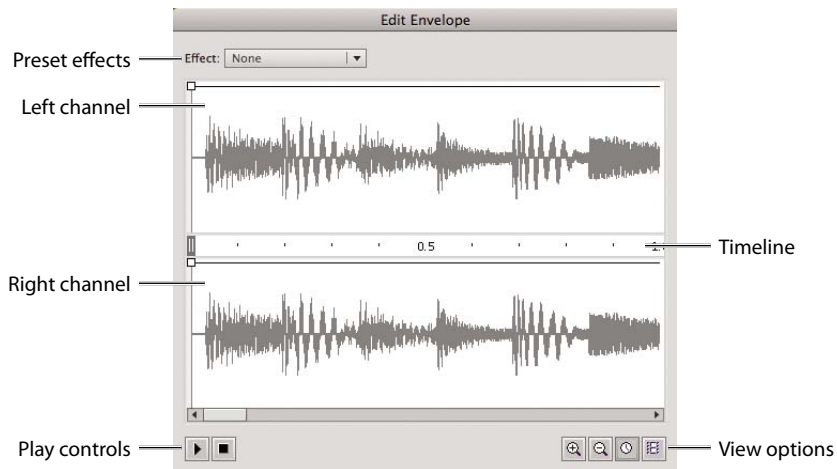 Edit Envelope
Preset effects
Effect: None
Left channel
0.5
Timeline
Right channel
Play controls
View options